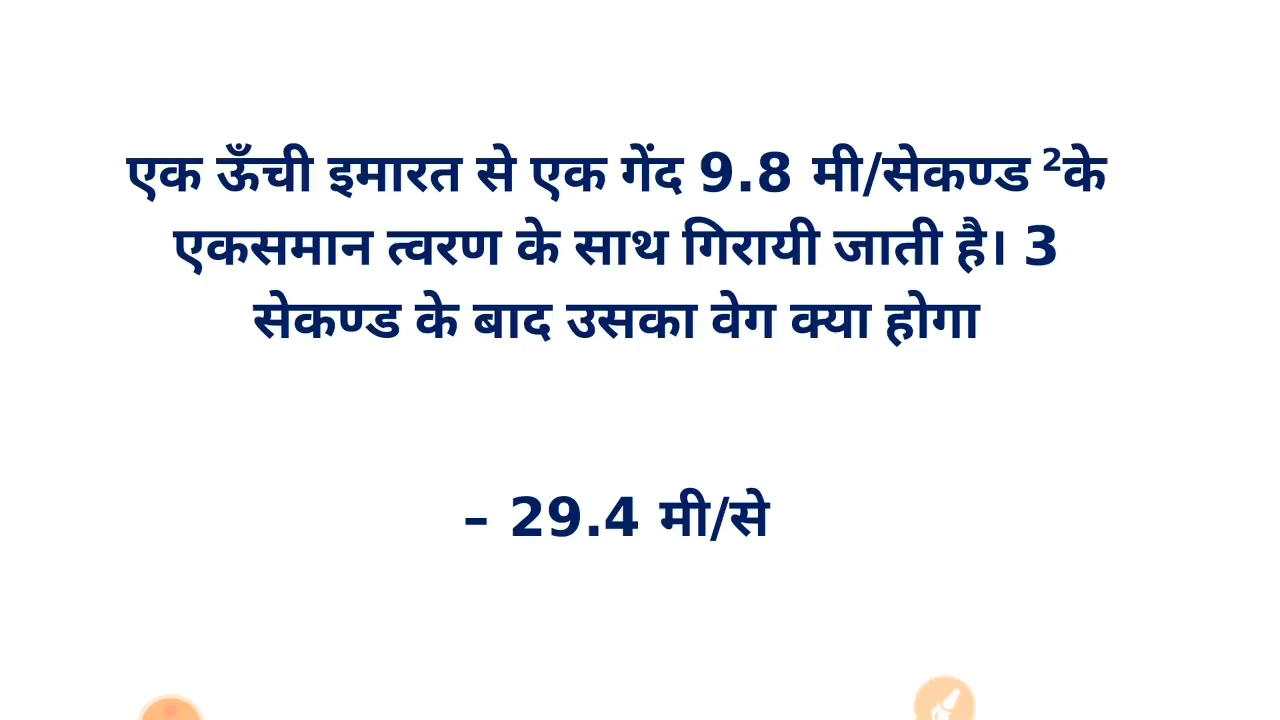 एक ऊँची इमारत से एक गेंद 9.8 मी/सेकण्ड ²के
एकसमान त्वरण के साथ गिरायी जाती है। 3
सेकण्ड के बाद उसका वेग क्या होगा
– 29.4 मी/से